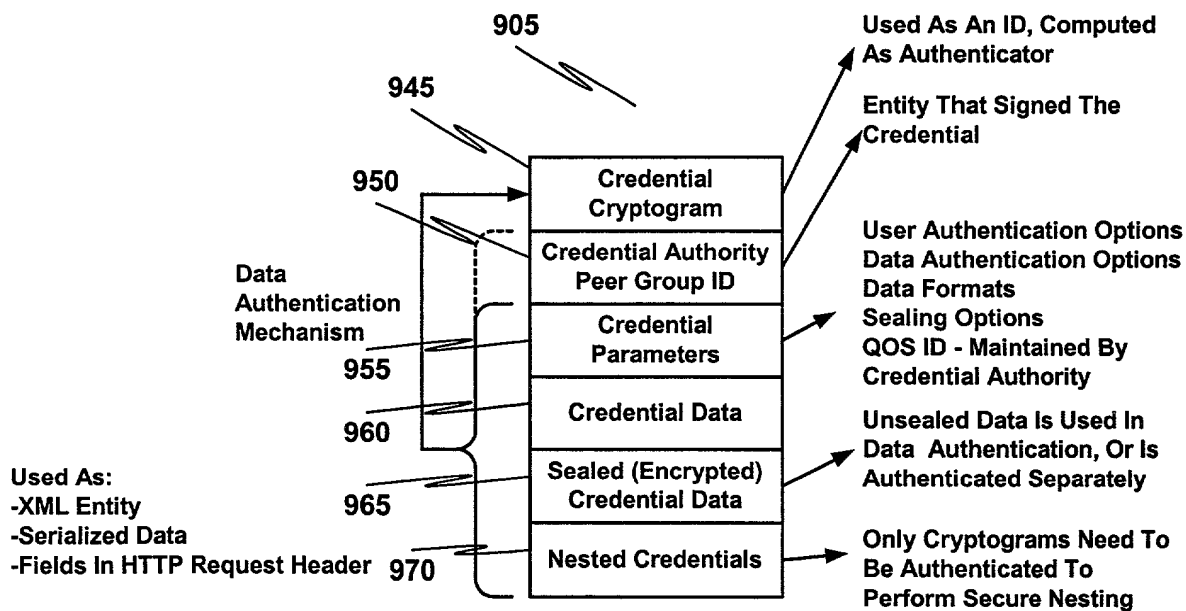 905
Used As An ID, Computed
As Authenticator
945
Entity That Signed The
Credential
950
Credential
Cryptogram
Credential Authority
Peer Group ID
User Authentication Options
Data Authentication Options
Data Formats
Sealing Options
QOS ID - Maintained By
Credential Authority
Data
Authentication
Mechanism
955
Credential
Parameters
960
Credential Data
Unsealed Data Is Used In
Data Authentication, Or Is
Authenticated Separately
Used As:
-XML Entity
-Serialized Data
-Fields In HTTP Request Header
965
Sealed (Encrypted)
Credential Data
970
Nested Credentials
Only Cryptograms Need To
Be Authenticated To
Perform Secure Nesting